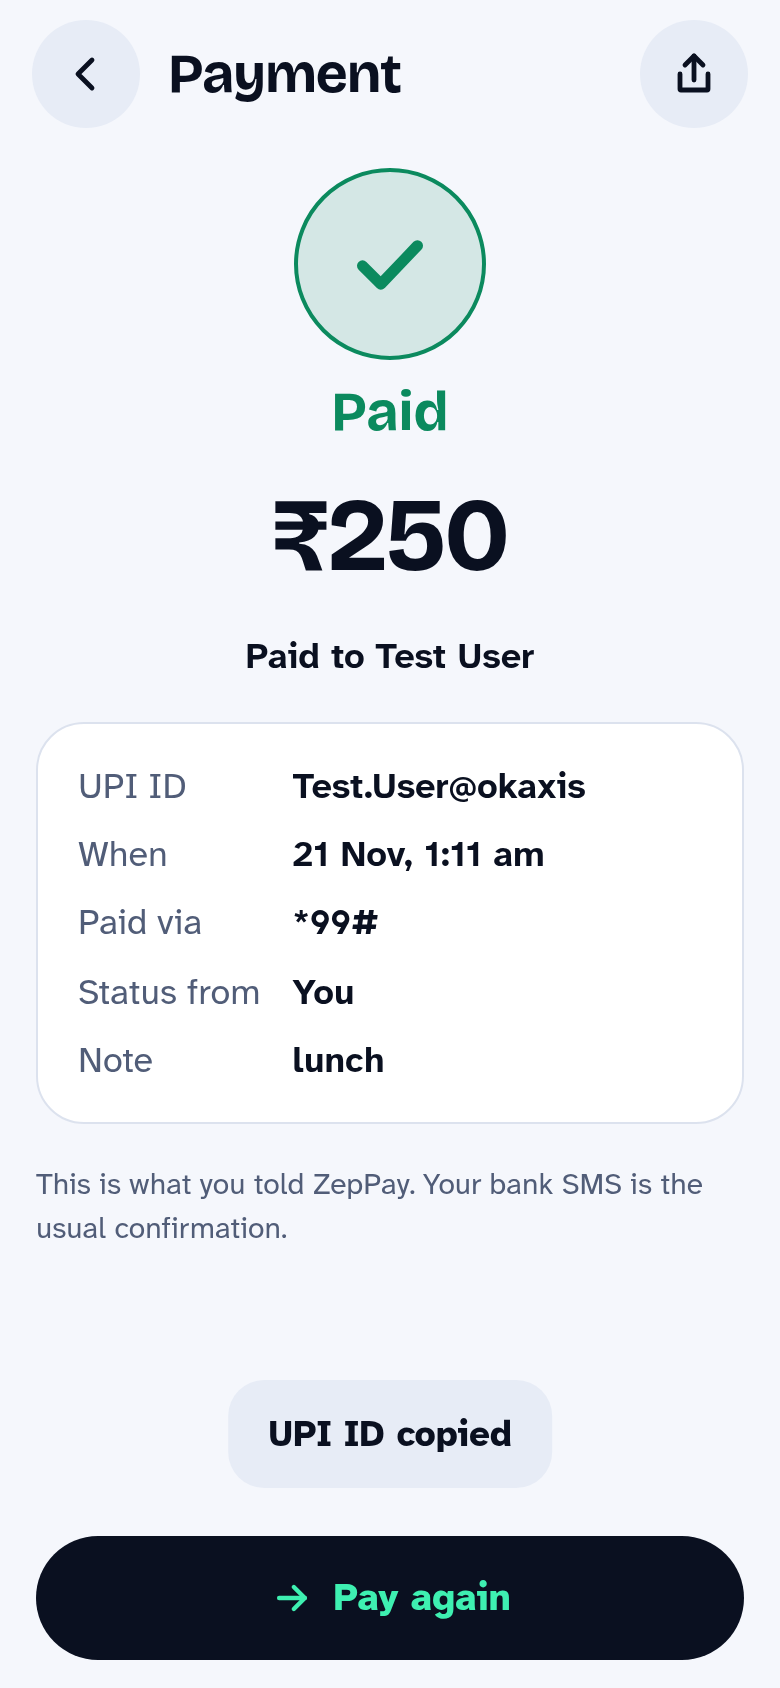 Payment
Paid
₹250
Paid to Test User
UPI ID Test.User@okaxis
When 21 Nov, 1:11 am
Paid via *99#
Status from You
Note lunch
This is what you told ZepPay. Your bank SMS is the
usual confirmation.
UPI ID copied
Pay again